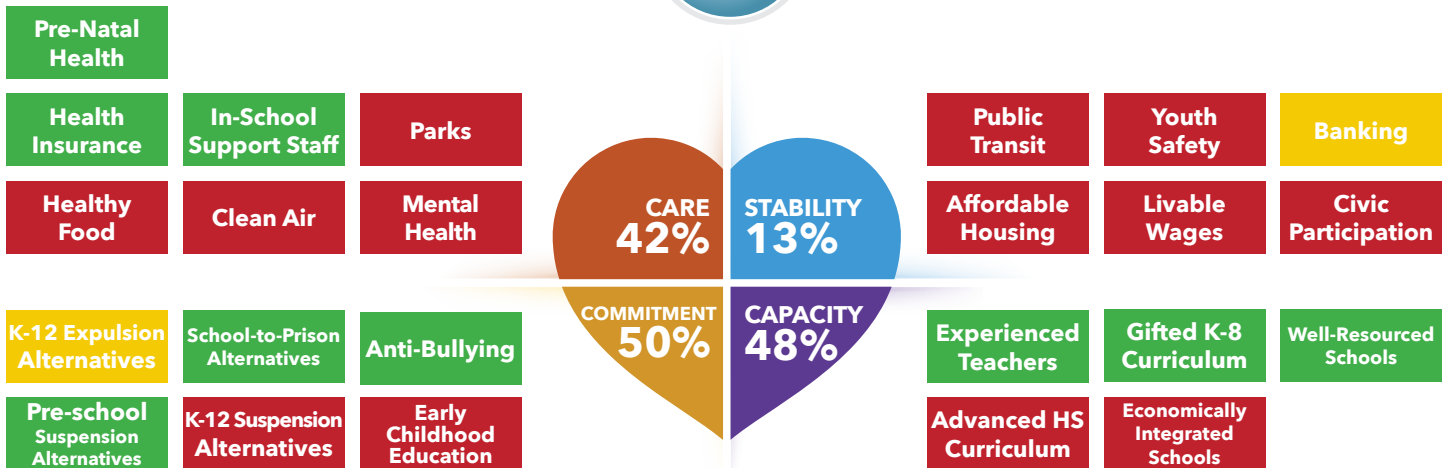 Pre-Natal
Health
Health
Insurance
In-School
Support Staff
Parks
Healthy
Food
Clean Air
Mental
Health
CARE
42%
STABILITY
13%
Public
Transit
Youth
Safety
Banking
Affordable
Housing
Livable
Wages
Civic
Participation
K-12 Expulsion
Alternatives
School-to-Prison
Alternatives
Anti-Bullying
Pre-school
Suspension
Alternatives
K-12 Suspension
Alternatives
Early
Childhood
Education
COMMITMENT
50%
CAPACITY
48%
Experienced
Teachers
Gifted K-8
Curriculum
Well-Resourced
Schools
Advanced HS
Curriculum
Economically
Integrated
Schools